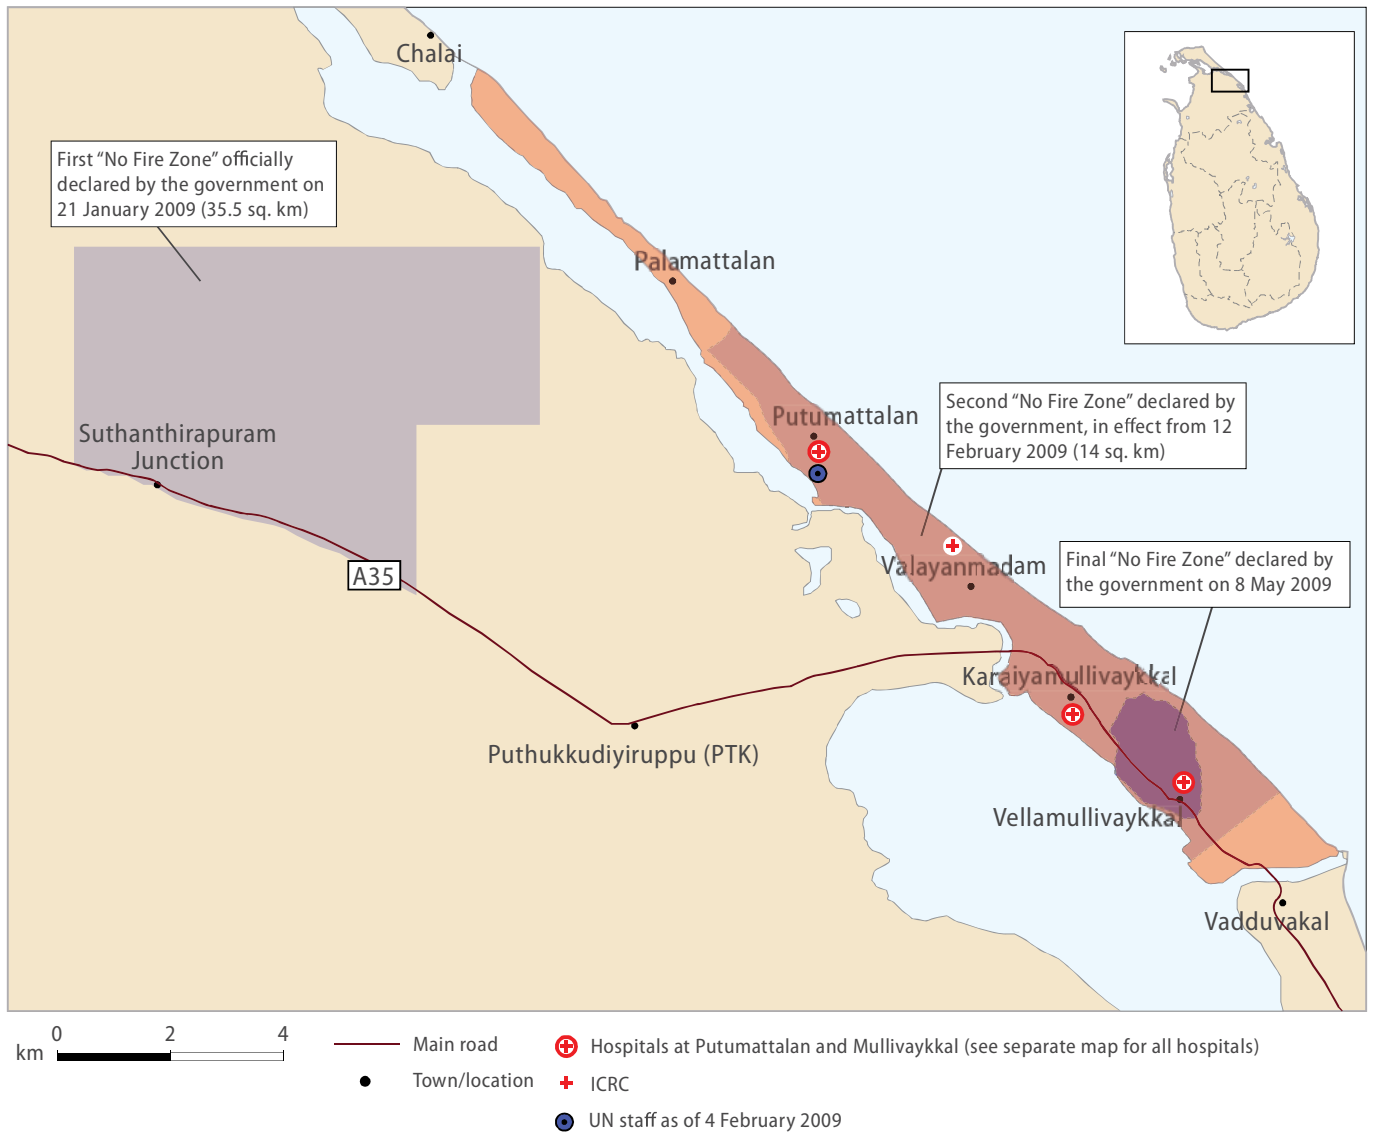 Chalai
First “No Fire Zone” officially
declared by the government on
21 January 2009 (35.5 sq. km)
Palamattalan
Second “No Fire Zone” declared by
the government, in effect from 12
February 2009 (14 sq. km)
Putumattalan
Suthanthirapuram
Junction
Final “No Fire Zone” declared by
the government on 8 May 2009
Valayanmadam
A35
Karaiyamullivaykkal
Puthukkudiyiruppu (PTK)
Vellamullivaykkal
Vadduvakal
0 2 4
km
Main road
Town/location
Hospitals at Putumattalan and Mullivaykkal (see separate map for all hospitals)
ICRC
UN staff as of 4 February 2009